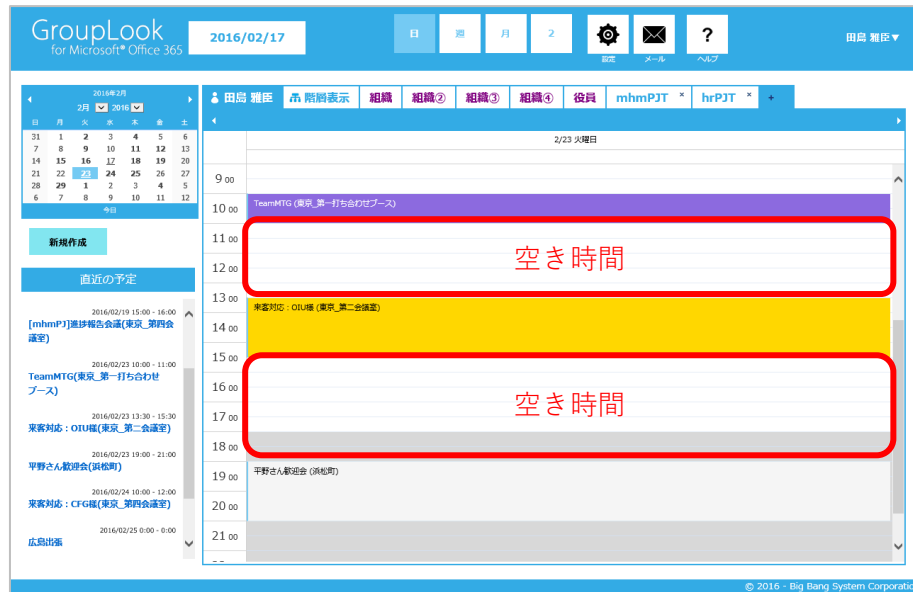 GroupLook
for Microsoft® Office 365
2016/02/17
日 週 月 2
設定 メール ?
ヘルプ
田島 雅臣▼
2016年2月
2月 2016
日 月 火 水 木 金 土
31 1 2 3 4 5 6
7 8 9 10 11 12 13
14 15 16 17 18 19 20
21 22 23 24 25 26 27
28 29 1 2 3 4 5
6 7 8 9 10 11 12
今日
新規作成
直近の予定
2016/02/19 15:00 - 16:00
[mhmPJ]進捗報告会議(東京_第四会
議室)
2016/02/23 10:00 - 11:00
TeamMTG(東京_第一打ち合わせ
ブース)
2016/02/23 13:30 - 15:30
来客対応：OIU様(東京_第二会議室)
2016/02/23 19:00 - 21:00
平野さん歓迎会(浜松町)
2016/02/24 10:00 - 12:00
来客対応：CFG様(東京_第四会議室)
2016/02/25 0:00 - 0:00
広島出張
田島 雅臣 階層表示 組織 組織② 組織③ 組織④ 役員 mhmPJT × hrPJT × +
2/23 火曜日
9 00
10 00 TeamMTG (東京_第一打ち合わせブース)
11 00
空き時間
12 00
13 00
来客対応：OIU様 (東京_第二会議室)
14 00
15 00
16 00
空き時間
17 00
18 00
19 00 平野さん歓迎会 (浜松町)
20 00
21 00
© 2016 - Big Bang System Corporatio